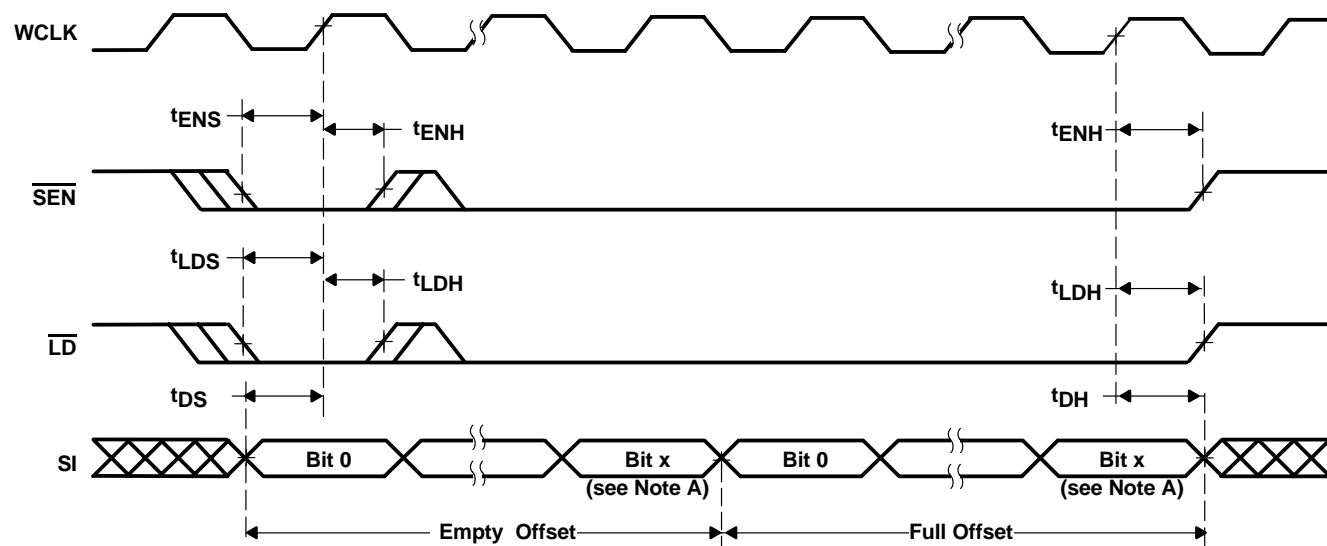 WCLK
tENS
tENH
tENH
SEN
tLDS
tLDH
tLDH
LD
tDS
tDH
SI
Bit 0
Bit x
Bit 0
Bit x
(see Note A)
(see Note A)
Empty Offset
Full Offset